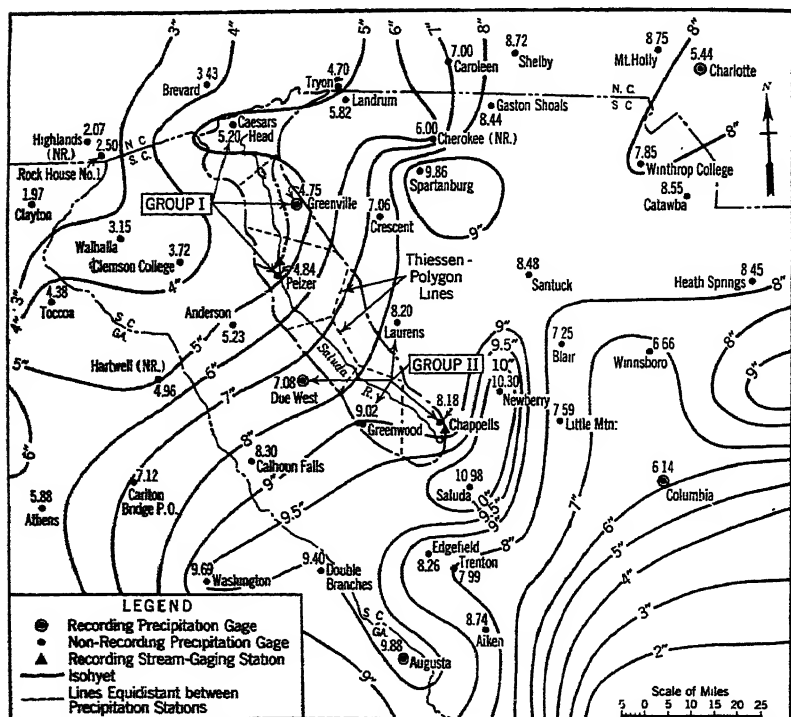 3"
4"
5"
6"
7"
8"
8"
3.43
Brevard
4.70
Tryon
7.00
Caroleen
8.72
Shelby
8 75
Mt. Holly
5.44
Charlotte
Landrum
5.82
Gaston Shoals
8.44
N. C.
S C
N
Highlands
(NR.)
2.07
2.50
Rock House No.1
N. C
S. C.
Caesars
Head
5.20
6.00
Cherokee (NR.)
8"
7.85
Winthrop College
8.55
Catawba
1.97
Clayton
GROUP I
4.75
Greenville
9.86
Spartanburg
9"
7.06
Crescent
3.15
Walhalla
3.72
Clemson College
4"
3"
4"
4.38
Toccoa
4.84
Pelzer
Thiessen-
Polygon
Lines
8.48
Santuck
Heath Springs
8 45
8"
S. C.
GA.
Anderson
5.23
8.20
Laurens
9"
9.5"
10"
7 25
Blair
6 66
Winnsboro
8"
9"
5"
Hartwell (NR.)
4.96
5"
6"
7"
8"
Saluda
R.
7.08
Due West
GROUP II
10.30
Newberry
9.02
Greenwood
8.18
Chappells
7.59
Little Mtn.
6"
8.30
Calhoun Falls
7.12
Carlton
Bridge P.O.
9"
9.5"
10 98
Saluda
10"
9.5"
9"
6 14
Columbia
5.88
Athens
7"
6"
5"
4"
3"
2"
8"
Edgefield
8.26
Trenton
7 99
9.69
Washington
9.40
Double
Branches
S. C.
GA.
8.74
Aiken
9.88
Augusta
9"
LEGEND
Recording Precipitation Gage
Non-Recording Precipitation Gage
Recording Stream-Gaging Station
Isohyet
Lines Equidistant between
Precipitation Stations
Scale of Miles
5 0 5 10 15 20 25